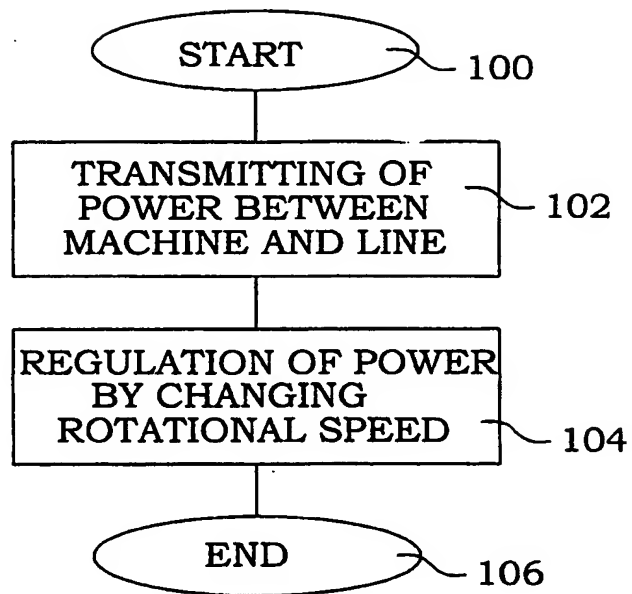 START
100
TRANSMITTING OF
POWER BETWEEN
MACHINE AND LINE
102
REGULATION OF POWER
BY CHANGING
ROTATIONAL SPEED
104
END
106